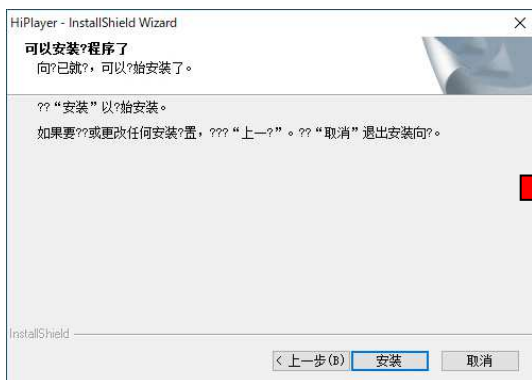 HiPlayer - InstallShield Wizard
可以安装?程序了
向?已就?，可以?始安装了。
??“安装”以?始安装。
如果要??或更改任何安装?置，???“上一?”。??“取消”退出安装向?。
InstallShield
< 上一步(B)
安装
取消